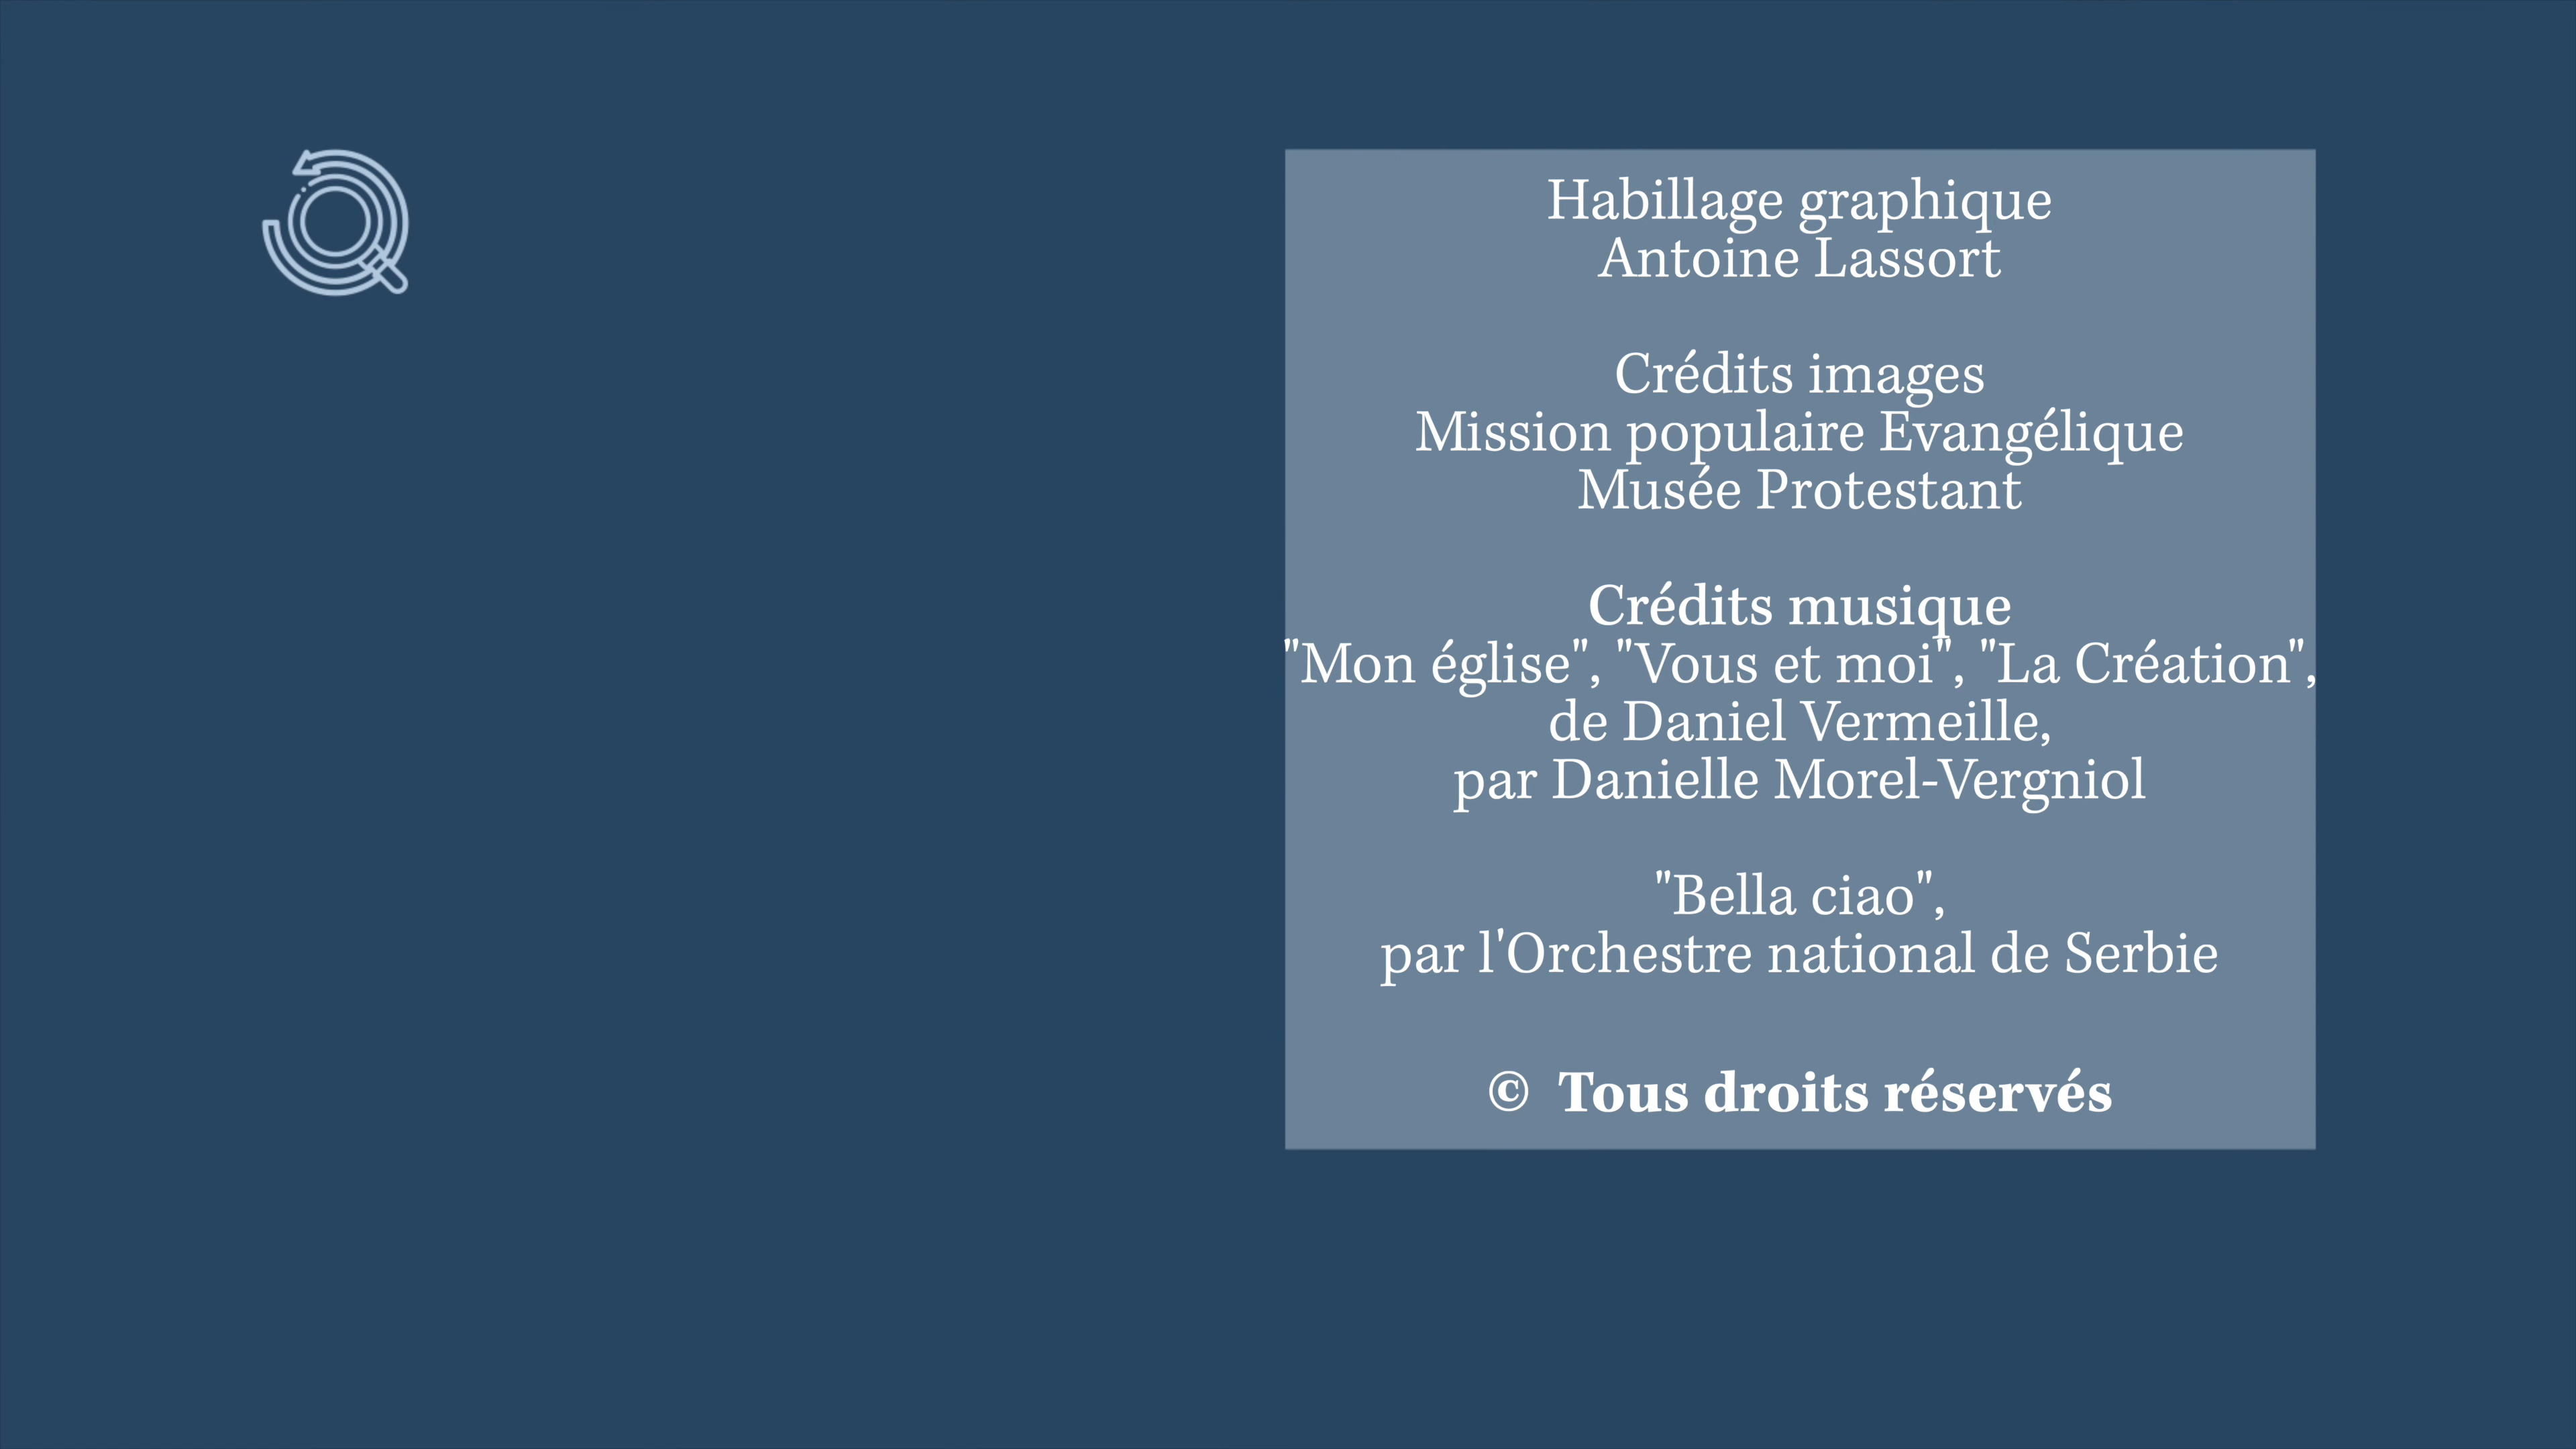 Habillage graphique
Antoine Lassort
Crédits images
Mission populaire Evangélique
Musée Protestant
Crédits musique
"Mon église", "Vous et moi", "La Création",
de Daniel Vermeille,
par Danielle Morel-Vergniol
"Bella ciao",
par l'Orchestre national de Serbie
© Tous droits réservés